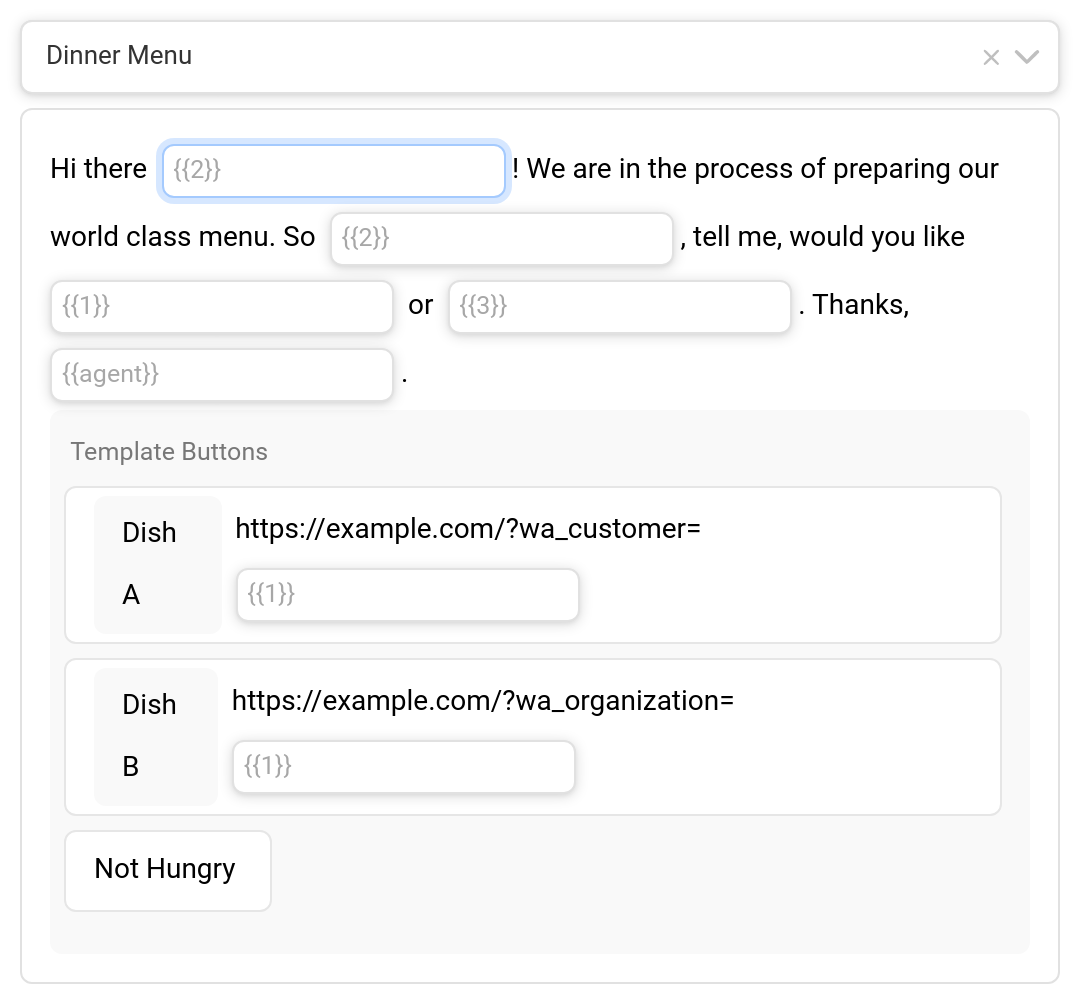 Dinner Menu
Hi there {{2}} ! We are in the process of preparing our
world class menu. So {{2}} , tell me, would you like
{{1}} or {{3}} . Thanks,
{{agent}} .
Template Buttons
Dish
A
https://example.com/?wa_customer=
{{1}}
Dish
B
https://example.com/?wa_organization=
{{1}}
Not Hungry